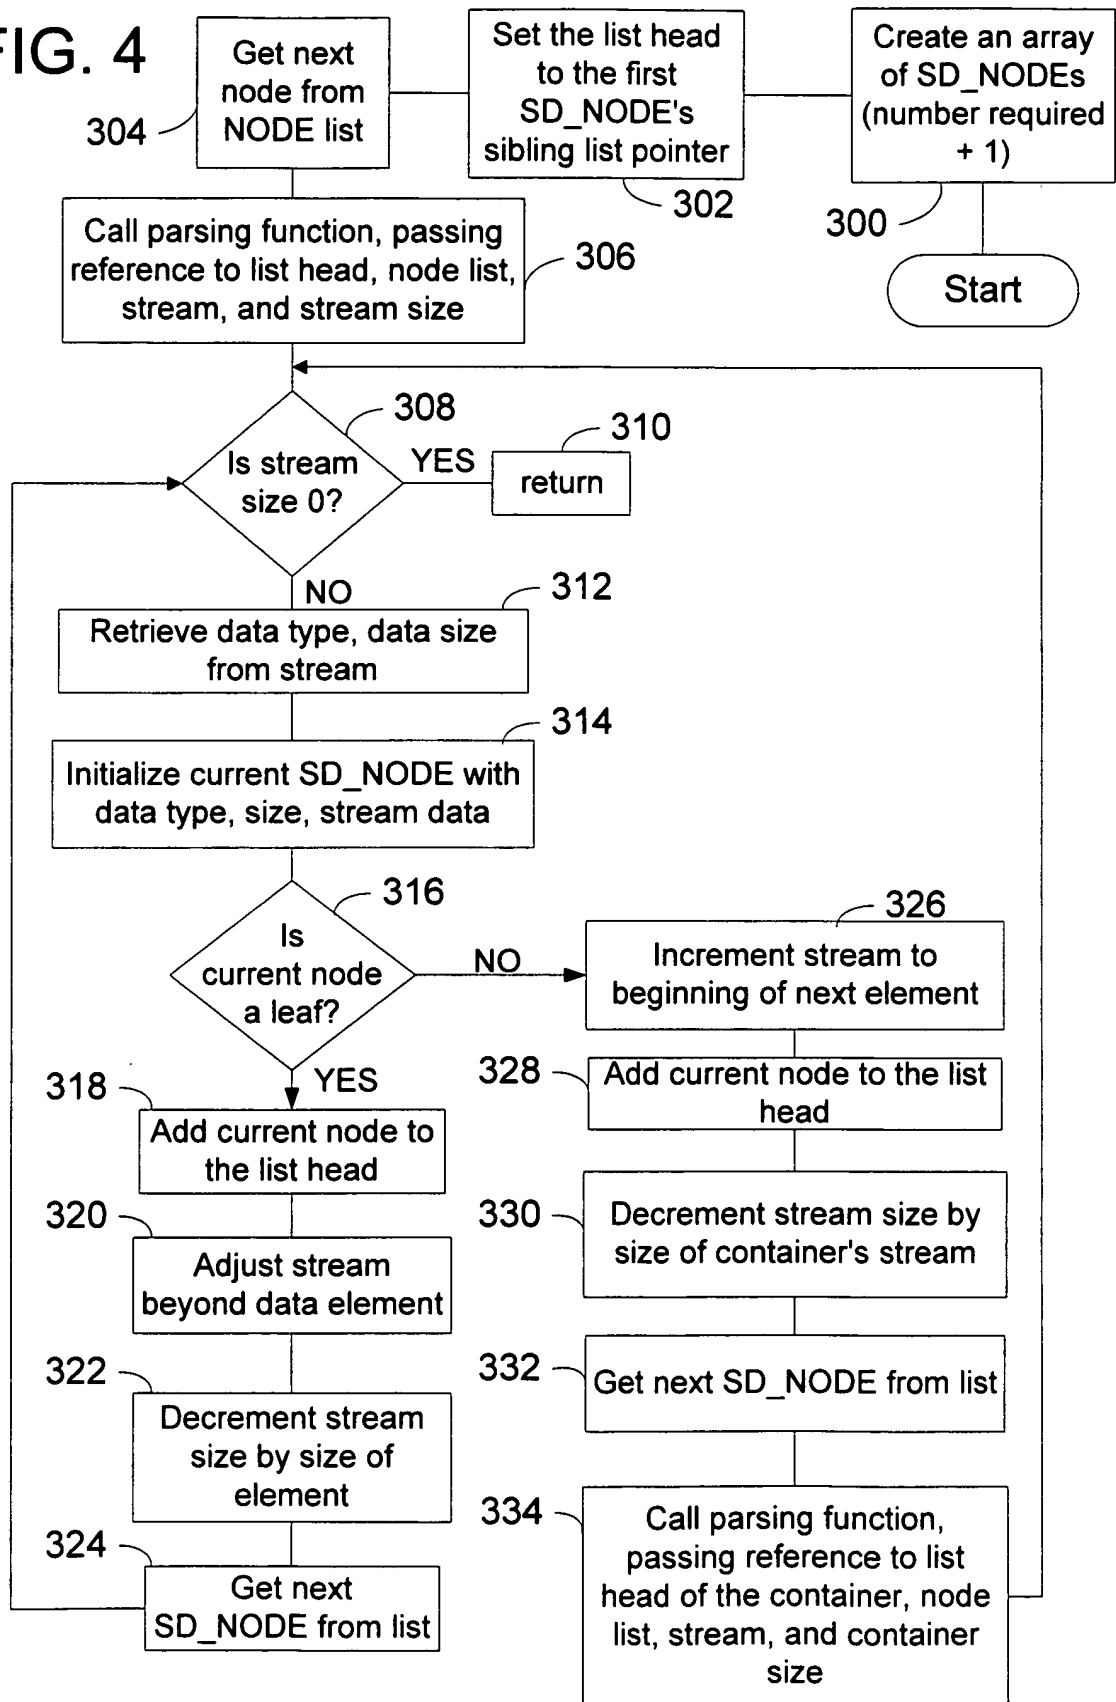 FIG. 4
Get next
node from
NODE list
304
Set the list head
to the first
SD_NODE's
sibling list pointer
302
Create an array
of SD_NODEs
(number required
+ 1)
300
Start
Call parsing function, passing
reference to list head, node list,
stream, and stream size
306
308
Is stream
size 0?
YES
310
return
NO
312
Retrieve data type, data size
from stream
314
Initialize current SD_NODE with
data type, size, stream data
316
Is
current node
a leaf?
NO
326
Increment stream to
beginning of next element
YES
318
Add current node to
the list head
328
Add current node to the list
head
320
Adjust stream
beyond data element
330
Decrement stream size by
size of container's stream
322
Decrement stream
size by size of
element
332
Get next SD_NODE from list
324
Get next
SD_NODE from list
334
Call parsing function,
passing reference to list
head of the container, node
list, stream, and container
size